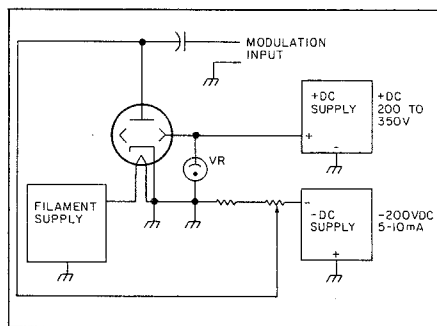 MODULATION
INPUT
+DC
SUPPLY
+
-
+DC
200 TO
350V
VR
FILAMENT
SUPPLY
-
-DC
SUPPLY
+
-200VDC
5-10mA